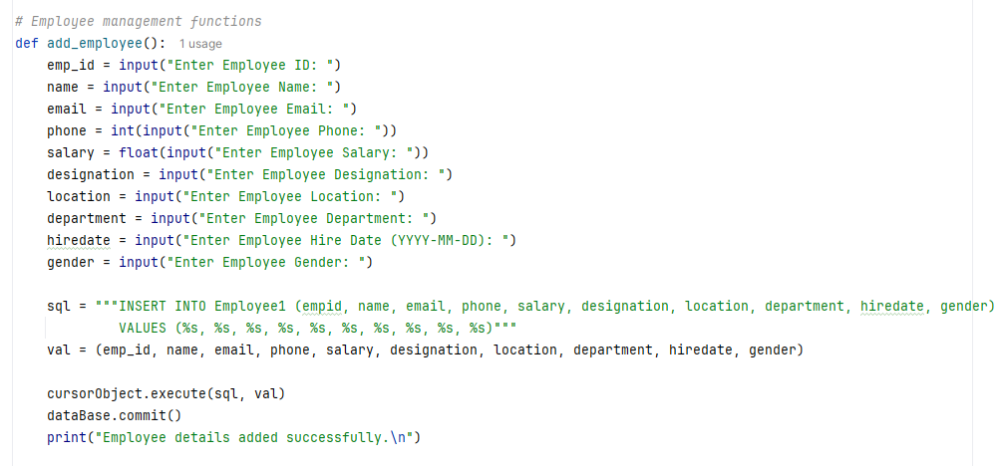 # Employee management functions
def add_employee(): 1 usage
    emp_id = input("Enter Employee ID: ")
    name = input("Enter Employee Name: ")
    email = input("Enter Employee Email: ")
    phone = int(input("Enter Employee Phone: "))
    salary = float(input("Enter Employee Salary: "))
    designation = input("Enter Employee Designation: ")
    location = input("Enter Employee Location: ")
    department = input("Enter Employee Department: ")
    hiredate = input("Enter Employee Hire Date (YYYY-MM-DD): ")
    gender = input("Enter Employee Gender: ")
    sql = """INSERT INTO Employee1 (empid, name, email, phone, salary, designation, location, department, hiredate, gender)
             VALUES (%s, %s, %s, %s, %s, %s, %s, %s, %s, %s)"""
    val = (emp_id, name, email, phone, salary, designation, location, department, hiredate, gender)
    cursorObject.execute(sql, val)
    dataBase.commit()
    print("Employee details added successfully.\n")